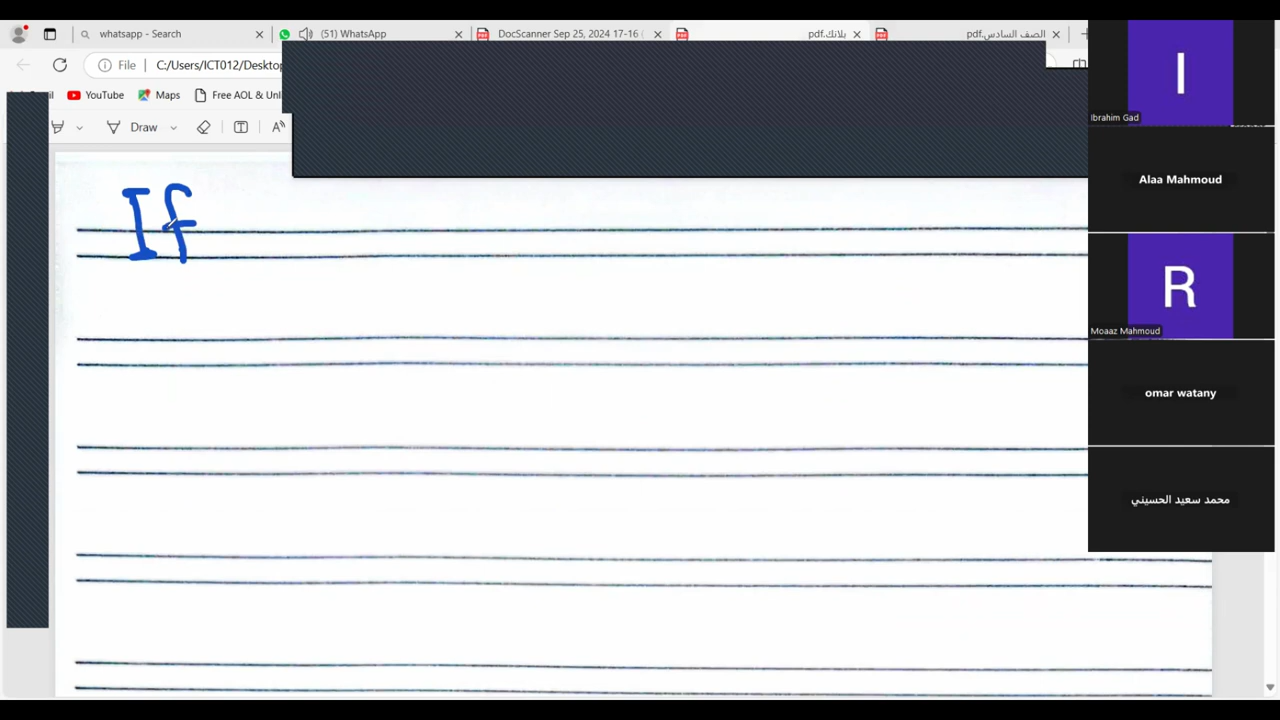 whatsapp - Search
(51) WhatsApp
DocScanner Sep 25, 2024 17-16 (
بلانك.pdf
الصف السادس.pdf
File
C:/Users/ICT012/Desktop
YouTube
Maps
Free AOL & Unl
Draw
If
I
Ibrahim Gad
Alaa Mahmoud
R
Moaaz Mahmoud
omar watany
محمد سعيد الحسيني